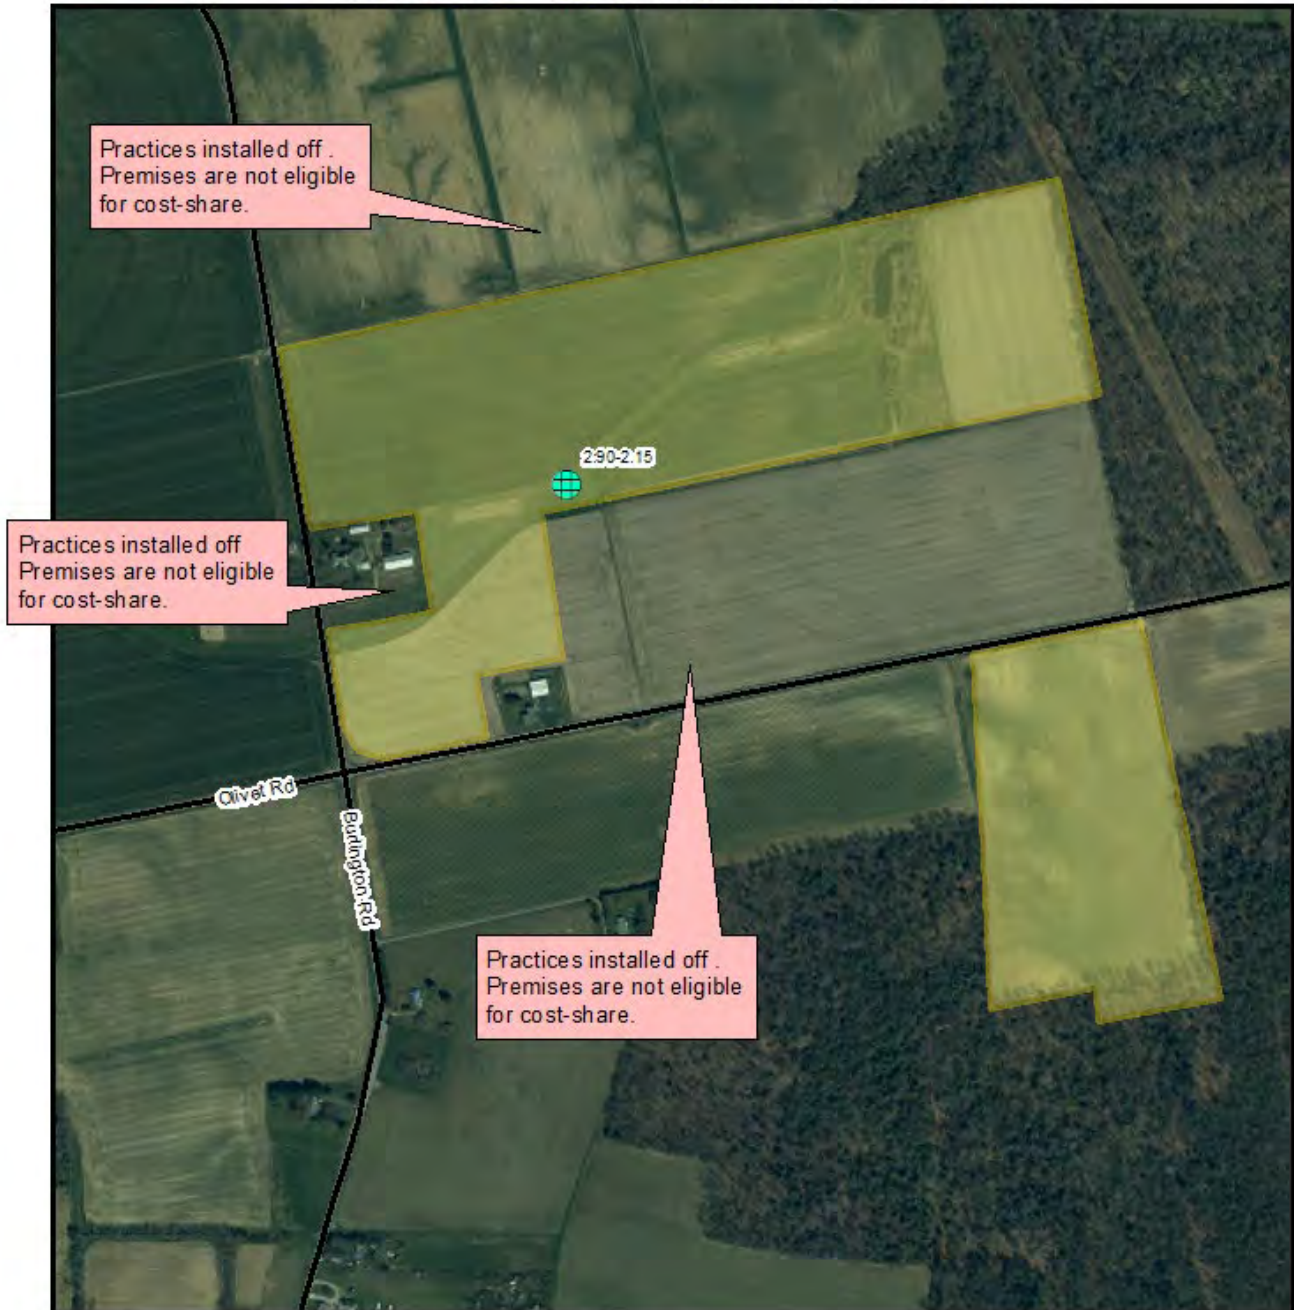 Practices installed off .
Premises are not eligible
for cost-share.
2.90-2.15
Practices installed off
Premises are not eligible
for cost-share.
Olivet Rd
Burlington Rd
Practices installed off .
Premises are not eligible
for cost-share.